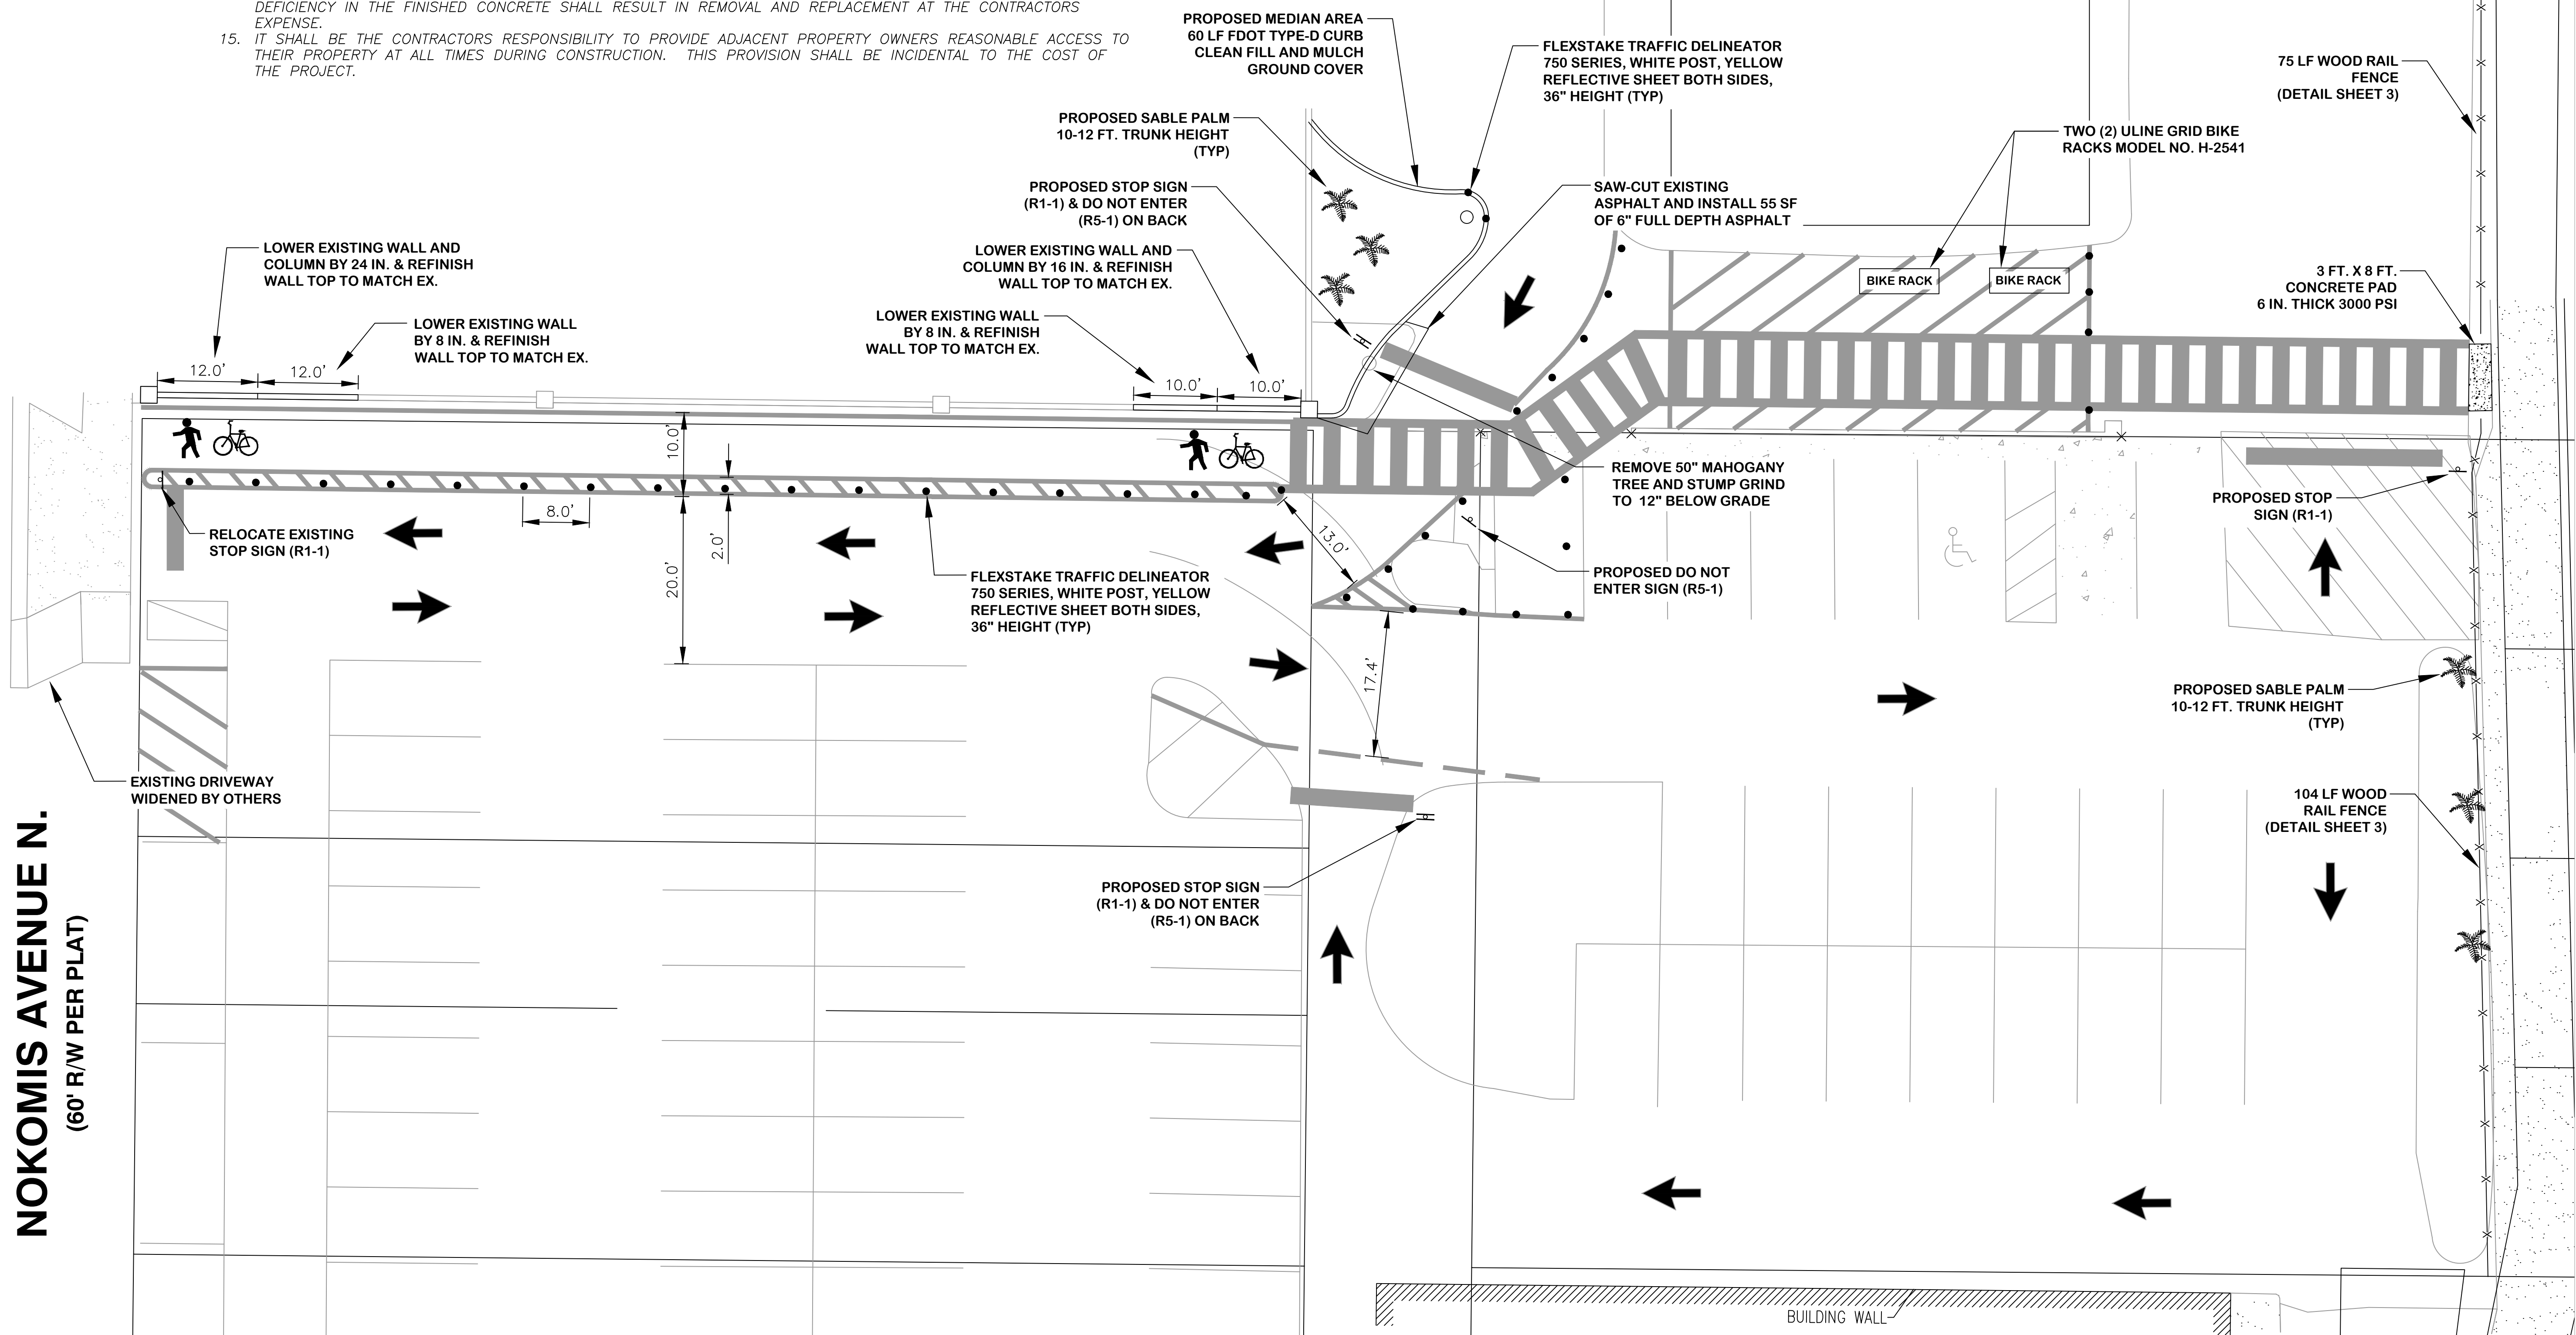 DEFICIENCY IN THE FINISHED CONCRETE SHALL RESULT IN REMOVAL AND REPLACEMENT AT THE CONTRACTORS
EXPENSE.
15. IT SHALL BE THE CONTRACTORS RESPONSIBILITY TO PROVIDE ADJACENT PROPERTY OWNERS REASONABLE ACCESS TO
THEIR PROPERTY AT ALL TIMES DURING CONSTRUCTION. THIS PROVISION SHALL BE INCIDENTAL TO THE COST OF
THE PROJECT.
PROPOSED MEDIAN AREA
60 LF FDOT TYPE-D CURB
CLEAN FILL AND MULCH
GROUND COVER
FLEXSTAKE TRAFFIC DELINEATOR
750 SERIES, WHITE POST, YELLOW
REFLECTIVE SHEET BOTH SIDES,
36" HEIGHT (TYP)
75 LF WOOD RAIL
FENCE
(DETAIL SHEET 3)
PROPOSED SABLE PALM
10-12 FT. TRUNK HEIGHT
(TYP)
TWO (2) ULINE GRID BIKE
RACKS MODEL NO. H-2541
PROPOSED STOP SIGN
(R1-1) & DO NOT ENTER
(R5-1) ON BACK
SAW-CUT EXISTING
ASPHALT AND INSTALL 55 SF
OF 6" FULL DEPTH ASPHALT
LOWER EXISTING WALL AND
COLUMN BY 24 IN. & REFINISH
WALL TOP TO MATCH EX.
LOWER EXISTING WALL AND
COLUMN BY 16 IN. & REFINISH
WALL TOP TO MATCH EX.
BIKE RACK
BIKE RACK
3 FT. X 8 FT.
CONCRETE PAD
6 IN. THICK 3000 PSI
LOWER EXISTING WALL
BY 8 IN. & REFINISH
WALL TOP TO MATCH EX.
LOWER EXISTING WALL
BY 8 IN. & REFINISH
WALL TOP TO MATCH EX.
12.0'
12.0'
10.0'
10.0'
10.0'
REMOVE 50" MAHOGANY
TREE AND STUMP GRIND
TO 12" BELOW GRADE
PROPOSED STOP
SIGN (R1-1)
8.0'
2.0'
13.0'
RELOCATE EXISTING
STOP SIGN (R1-1)
20.0'
FLEXSTAKE TRAFFIC DELINEATOR
750 SERIES, WHITE POST, YELLOW
REFLECTIVE SHEET BOTH SIDES,
36" HEIGHT (TYP)
PROPOSED DO NOT
ENTER SIGN (R5-1)
17.4'
PROPOSED SABLE PALM
10-12 FT. TRUNK HEIGHT
(TYP)
EXISTING DRIVEWAY
WIDENED BY OTHERS
104 LF WOOD
RAIL FENCE
(DETAIL SHEET 3)
PROPOSED STOP SIGN
(R1-1) & DO NOT ENTER
(R5-1) ON BACK
NOKOMIS AVENUE N.
(60' R/W PER PLAT)
BUILDING WALL